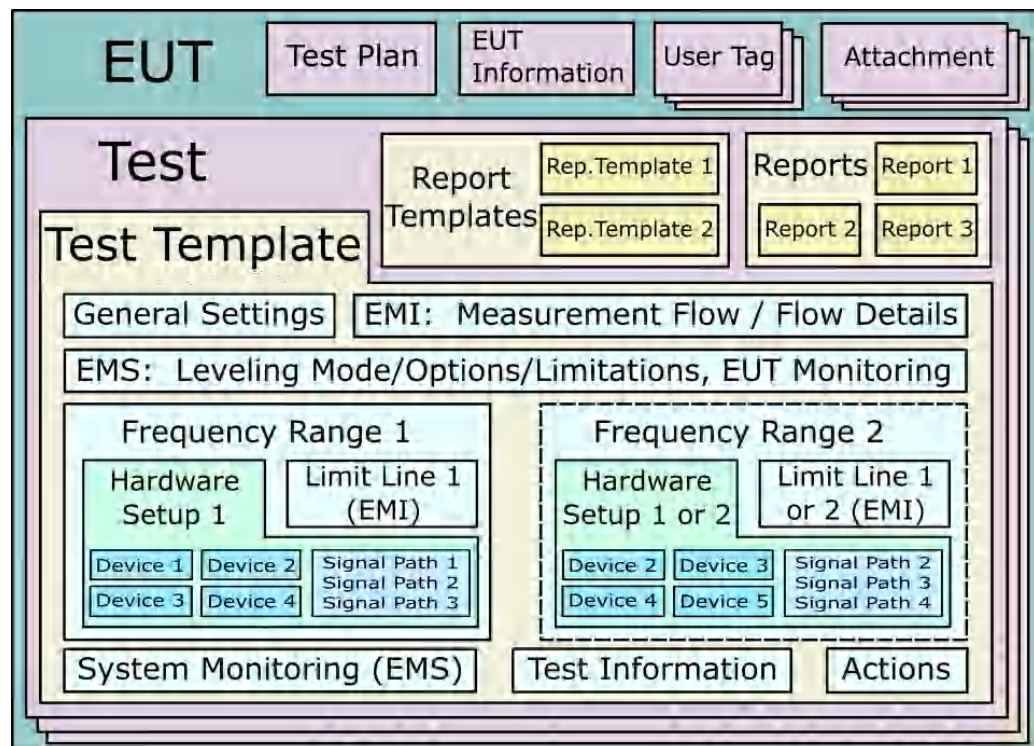 EUT
Test Plan
EUT
Information
User Tag
Attachment
Test
Report
Templates
Rep.Template 1
Rep.Template 2
Reports
Report 1
Report 2
Report 3
Test Template
General Settings
EMI:  Measurement Flow / Flow Details
EMS:  Leveling Mode/Options/Limitations, EUT Monitoring
Frequency Range 1
Hardware
Setup 1
Limit Line 1
(EMI)
Device 1
Device 2
Device 3
Device 4
Signal Path 1
Signal Path 2
Signal Path 3
Frequency Range 2
Hardware
Setup 1 or 2
Limit Line 1
or 2 (EMI)
Device 2
Device 3
Device 4
Device 5
Signal Path 2
Signal Path 3
Signal Path 4
System Monitoring (EMS)
Test Information
Actions